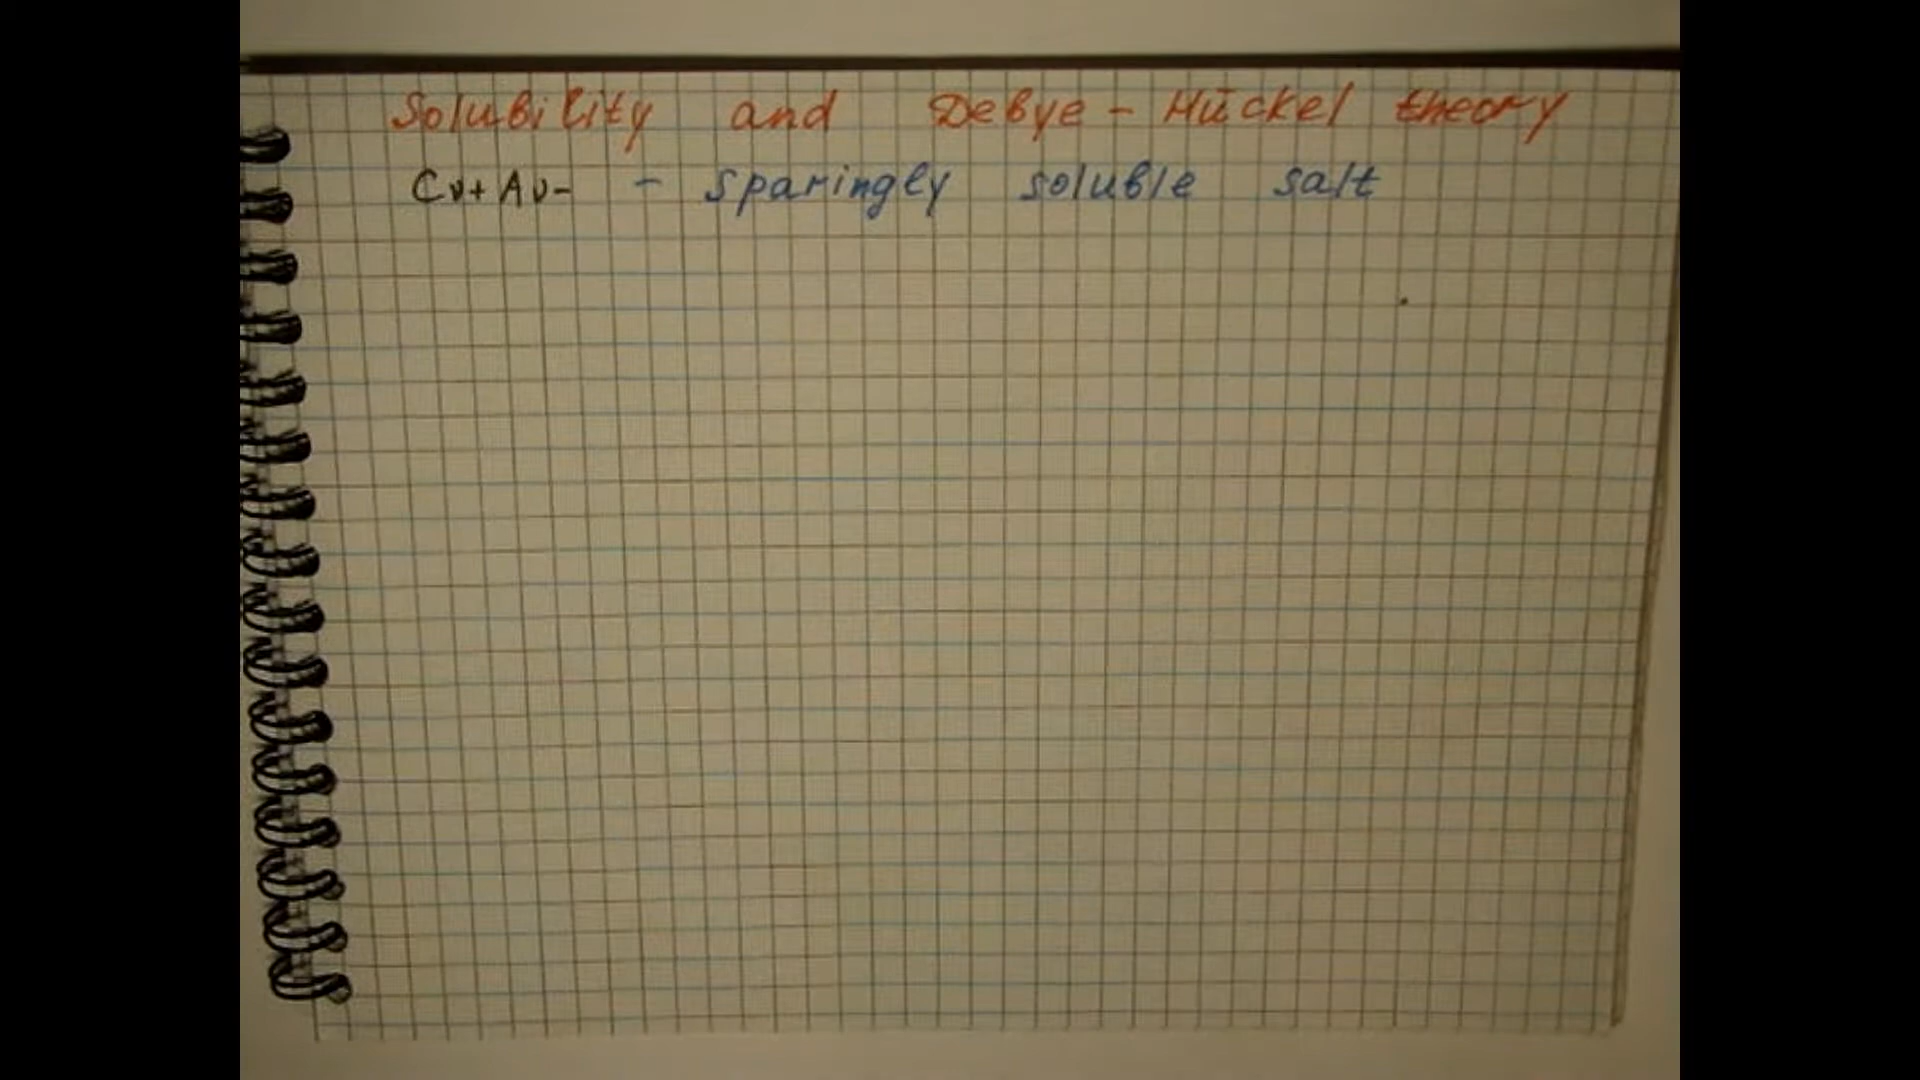 Solubility and Debye-Hückel theory
Cν+Aν- - sparingly soluble salt